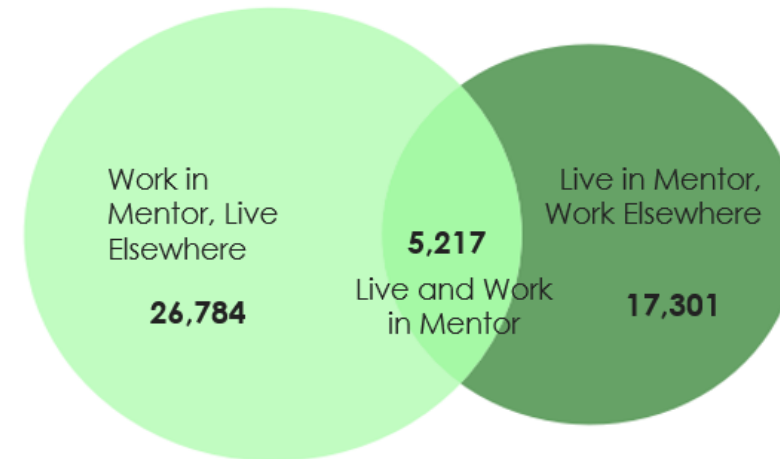 Work in
Mentor, Live
Elsewhere
26,784
5,217
Live and Work
in Mentor
Live in Mentor,
Work Elsewhere
17,301